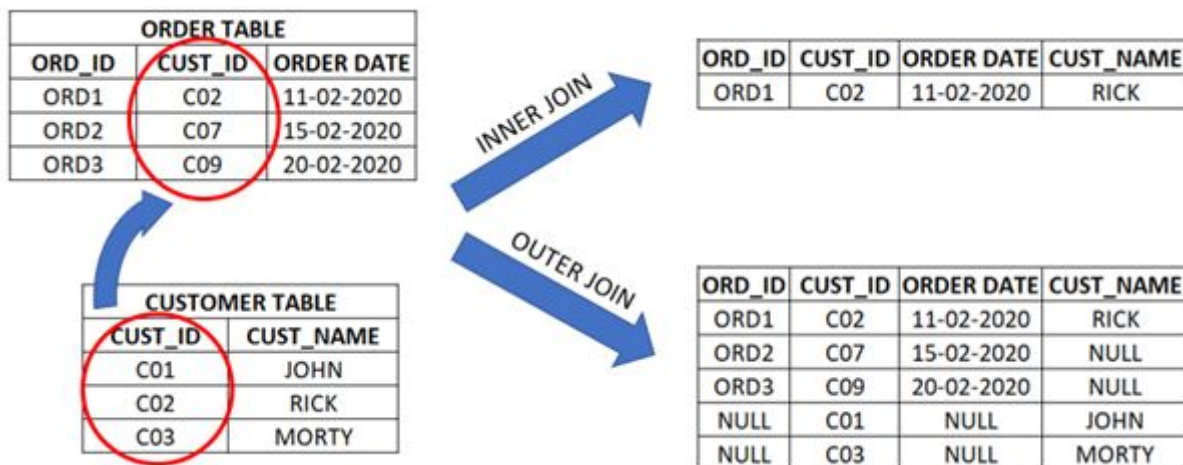 ORDER TABLE
ORD_ID CUST_ID ORDER DATE
ORD1 C02 11-02-2020
ORD2 C07 15-02-2020
ORD3 C09 20-02-2020
CUSTOMER TABLE
CUST_ID CUST_NAME
C01 JOHN
C02 RICK
C03 MORTY
INNER JOIN
ORD_ID CUST_ID ORDER DATE CUST_NAME
ORD1 C02 11-02-2020 RICK
OUTER JOIN
ORD_ID CUST_ID ORDER DATE CUST_NAME
ORD1 C02 11-02-2020 RICK
ORD2 C07 15-02-2020 NULL
ORD3 C09 20-02-2020 NULL
NULL C01 NULL JOHN
NULL C03 NULL MORTY